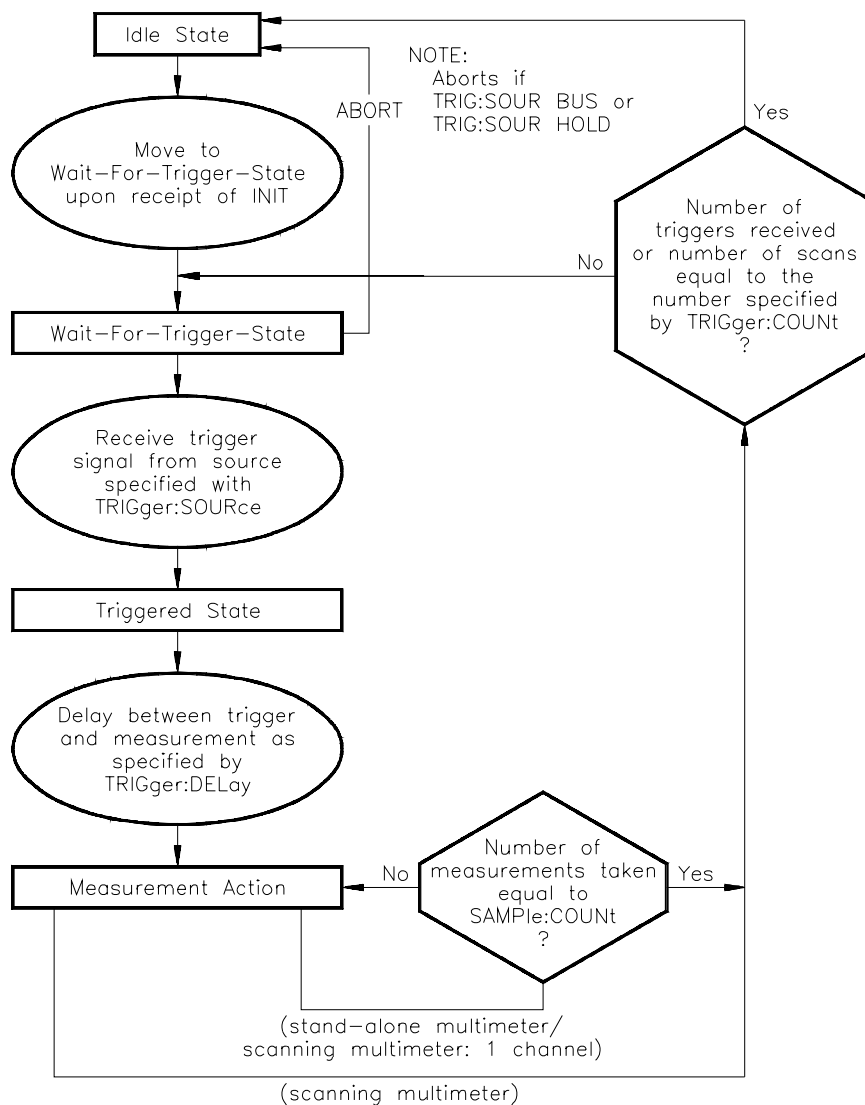 Idle State
NOTE:
Aborts if
TRIG:SOUR BUS or
TRIG:SOUR HOLD
ABORT
Yes
Move to
Wait-For-Trigger-State
upon receipt of INIT
Number of
triggers received
or number of scans
equal to the
number specified
by TRIGger:COUNt
?
No
Wait-For-Trigger-State
Receive trigger
signal from source
specified with
TRIGger:SOURce
Triggered State
Delay between trigger
and measurement as
specified by
TRIGger:DELay
Measurement Action
No
Number of
measurements taken
equal to
SAMPle:COUNt
?
Yes
(stand-alone multimeter/
scanning multimeter: 1 channel)
(scanning multimeter)